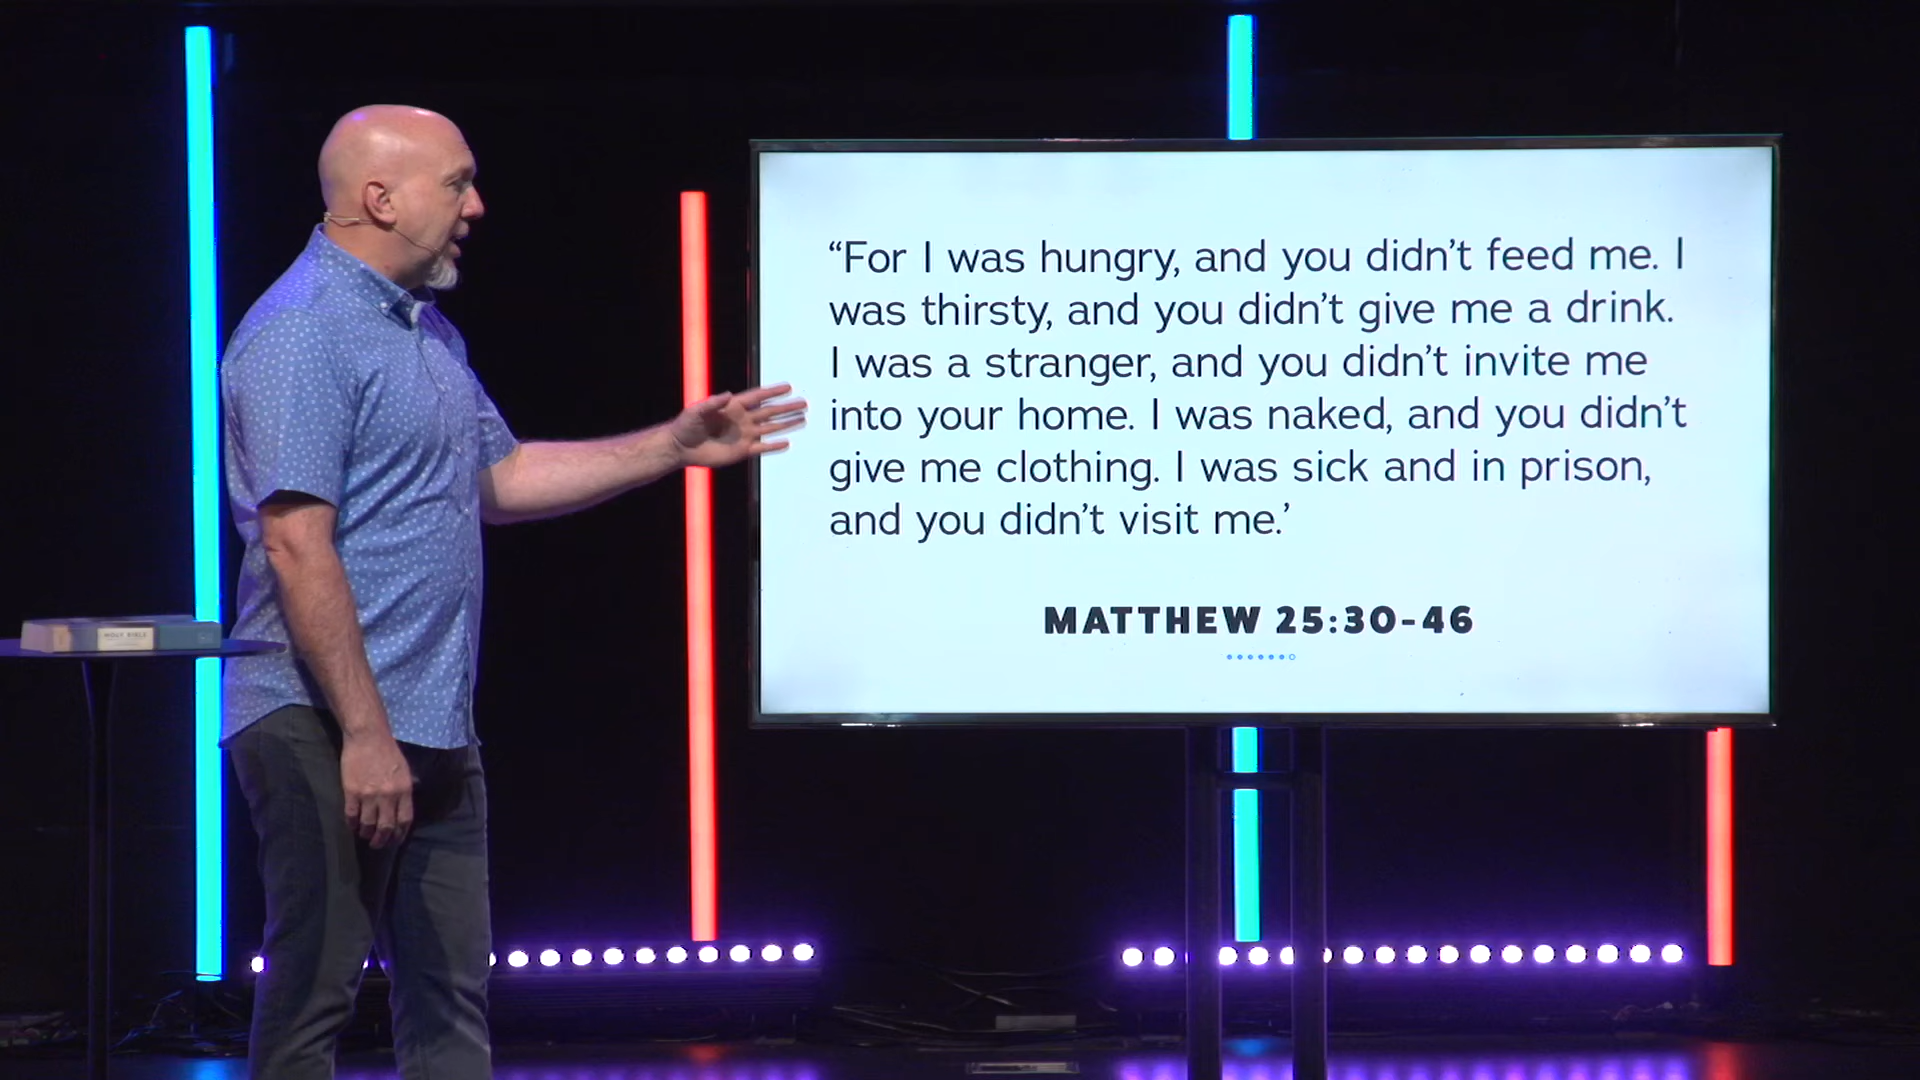 “For I was hungry, and you didn’t feed me. I
was thirsty, and you didn’t give me a drink.
I was a stranger, and you didn’t invite me
into your home. I was naked, and you didn’t
give me clothing. I was sick and in prison,
and you didn’t visit me.’
MATTHEW 25:30-46
HOLY BIBLE